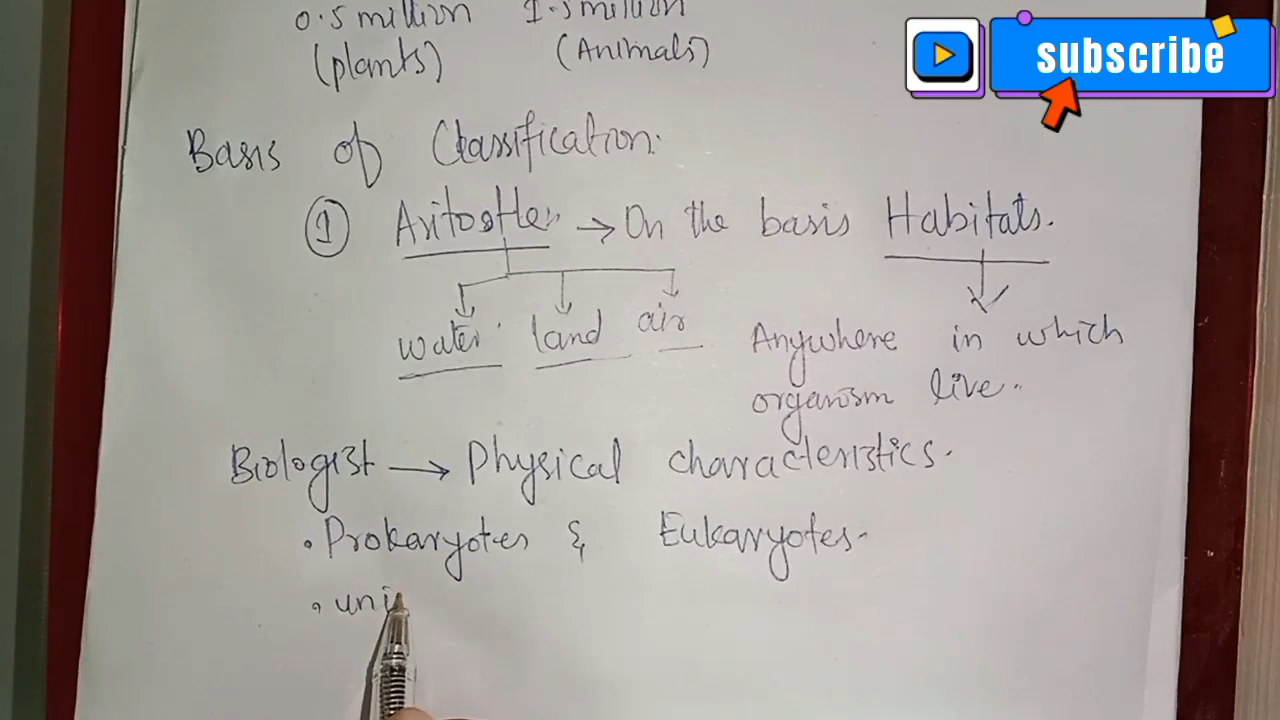 0.5 million 1.5 million
(plants) (Animals)
subscribe
Basis of Classification.
① Aritostler → On the basis Habitats.
water land air
Anywhere in which
organism live.
Biologist → Physical characteristics.
• Prokaryotes & Eukaryotes.
• uni